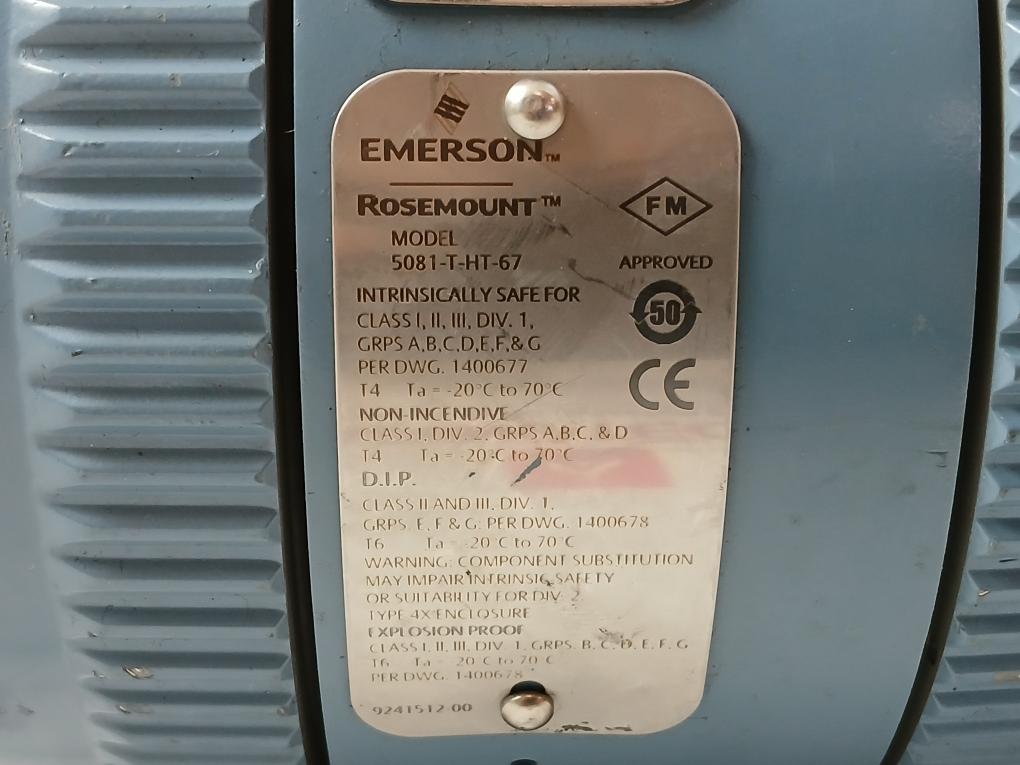 EMERSON™
ROSEMOUNT™
FM
MODEL
5081-T-HT-67
APPROVED
INTRINSICALLY SAFE FOR
50
CLASS I, II, III, DIV. 1,
GRPS A,B,C,D,E,F,& G
PER DWG. 1400677
CE
T4 Ta = -20°C to 70°C
NON-INCENDIVE
CLASS I, DIV. 2, GRPS A,B,C, & D
T4 Ta = -20°C to 70°C
D.I.P.
CLASS II AND III, DIV. 1,
GRPS. E, F & G; PER DWG. 1400678
T6 Ta = -20°C to 70°C
WARNING: COMPONENT SUBSTITUTION
MAY IMPAIR INTRINSIC SAFETY
OR SUITABILITY FOR DIV. 2
TYPE 4X ENCLOSURE
EXPLOSION PROOF
CLASS I, II, III, DIV. 1, GRPS. B, C, D, E, F, G
T6 Ta = -20°C to 70°C
PER DWG. 1400678
9241512-00